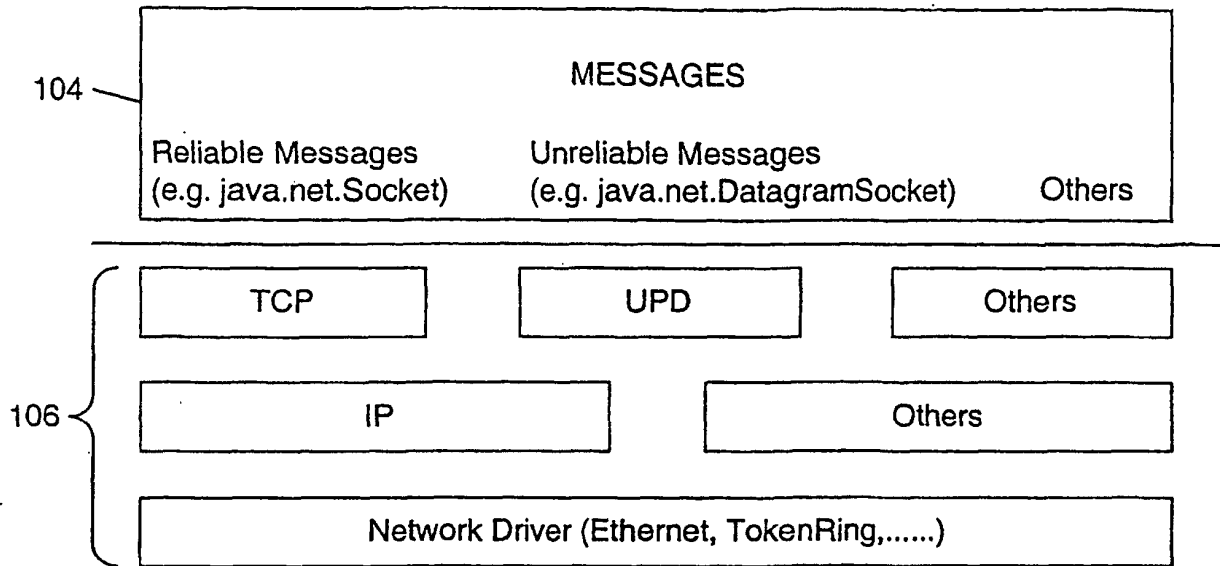 104
MESSAGES
Reliable Messages Unreliable Messages
(e.g. java.net.Socket) (e.g. java.net.DatagramSocket) Others
TCP UPD Others
106
IP Others
Network Driver (Ethernet, TokenRing,......)